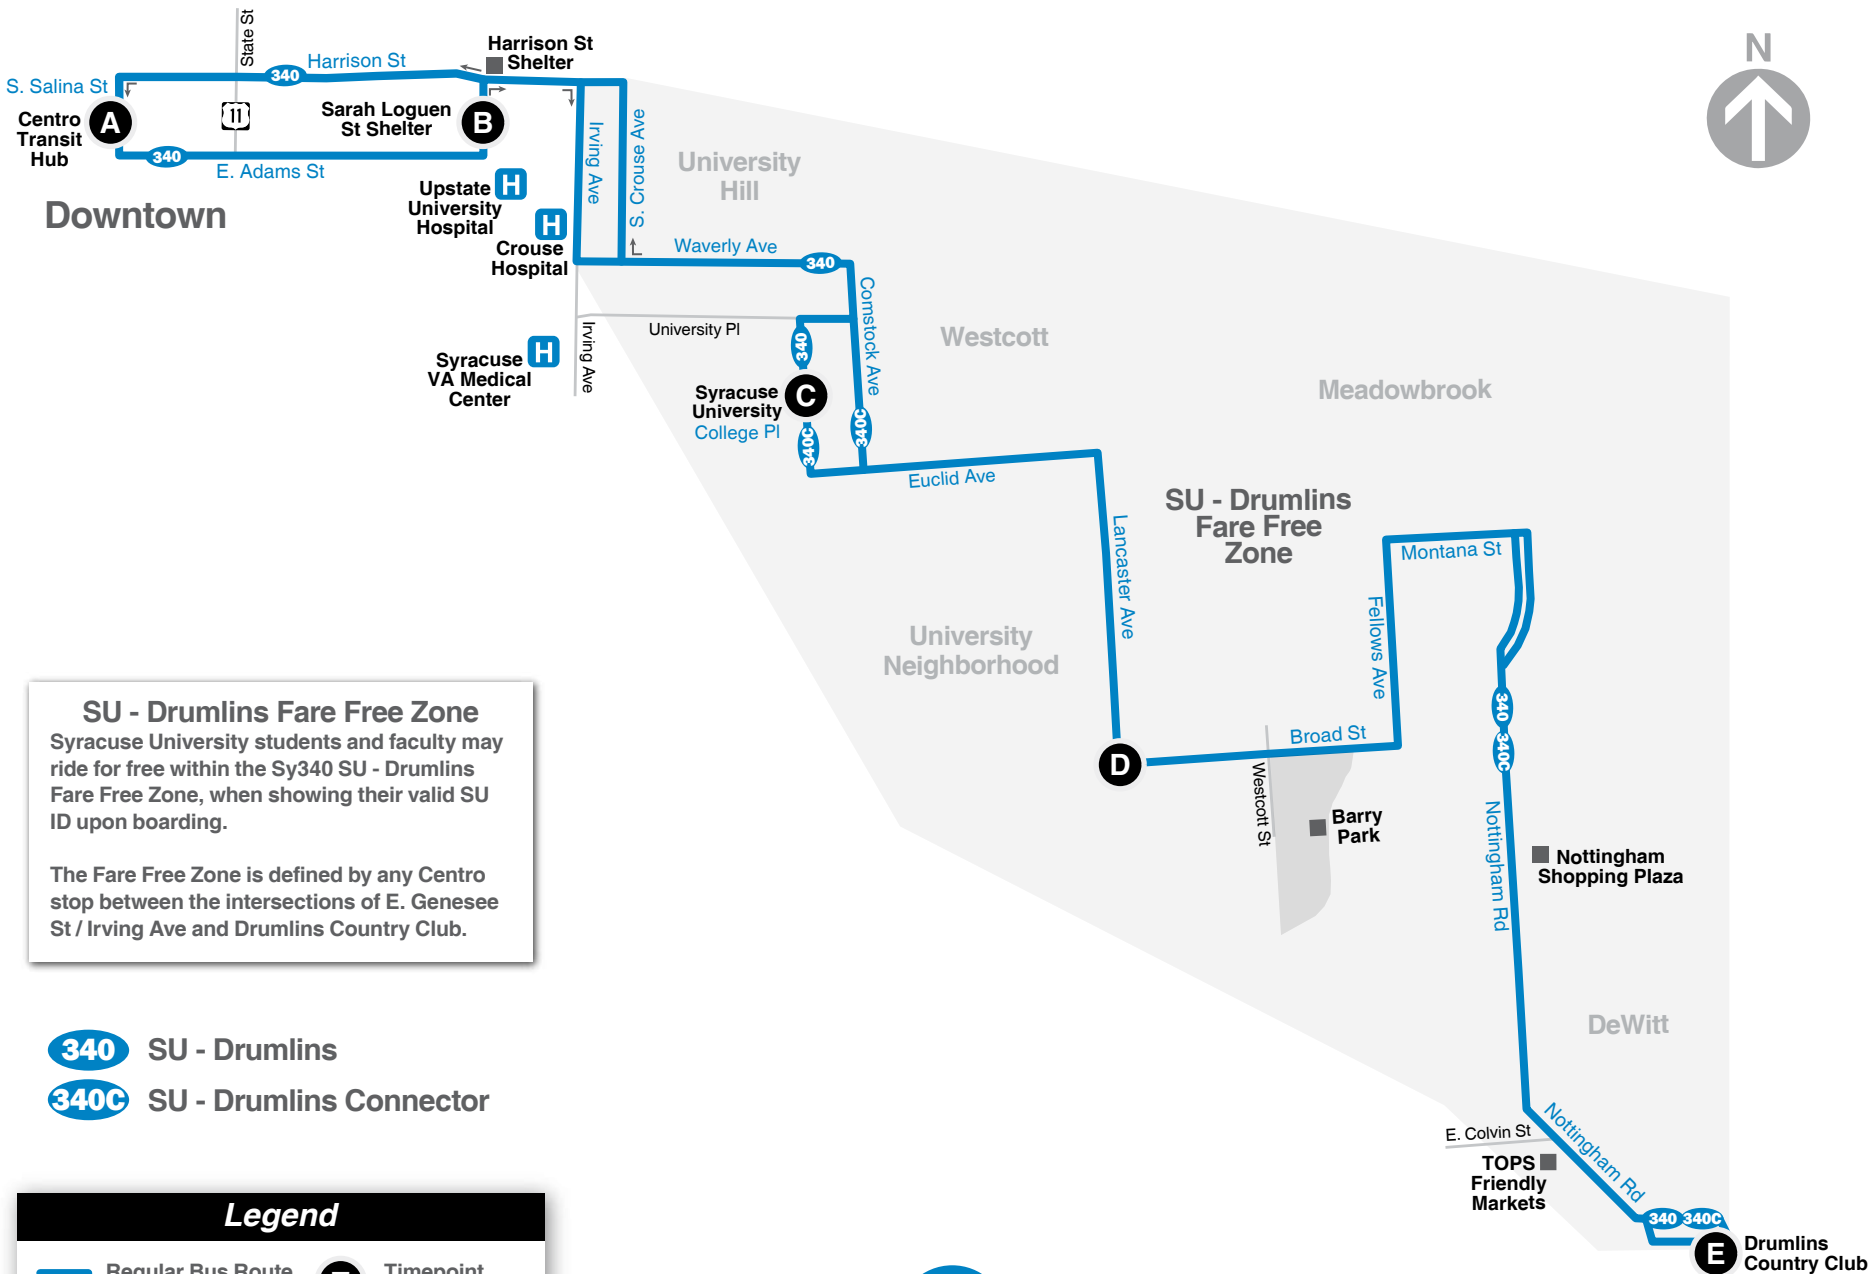 State St
Harrison St
Shelter
Harrison St
340
S. Salina St
11
Centro
Transit
Hub
A
Sarah Loguen
St Shelter
B
340
E. Adams St
Irving Ave
S. Crouse Ave
University
Hill
N
Downtown
Upstate
University
Hospital
H
H
Crouse
Hospital
Waverly Ave
340
Comstock Ave
University Pl
Irving Ave
Syracuse
VA Medical
Center
H
340
Westcott
Meadowbrook
Syracuse
University
College Pl
C
340C
340C
Euclid Ave
Lancaster Ave
SU - Drumlins
Fare Free
Zone
Montana St
Fellows Ave
University
Neighborhood
340
340C
Broad St
D
Westcott St
Barry
Park
Nottingham Rd
Nottingham
Shopping Plaza
SU - Drumlins Fare Free Zone
Syracuse University students and faculty may
ride for free within the Sy340 SU - Drumlins
Fare Free Zone, when showing their valid SU
ID upon boarding.
The Fare Free Zone is defined by any Centro
stop between the intersections of E. Genesee
St / Irving Ave and Drumlins Country Club.
DeWitt
340 SU - Drumlins
340C SU - Drumlins Connector
E. Colvin St
Nottingham Rd
TOPS
Friendly
Markets
340 340C
E
Drumlins
Country Club
Legend
Regular Bus Route
Timepoint